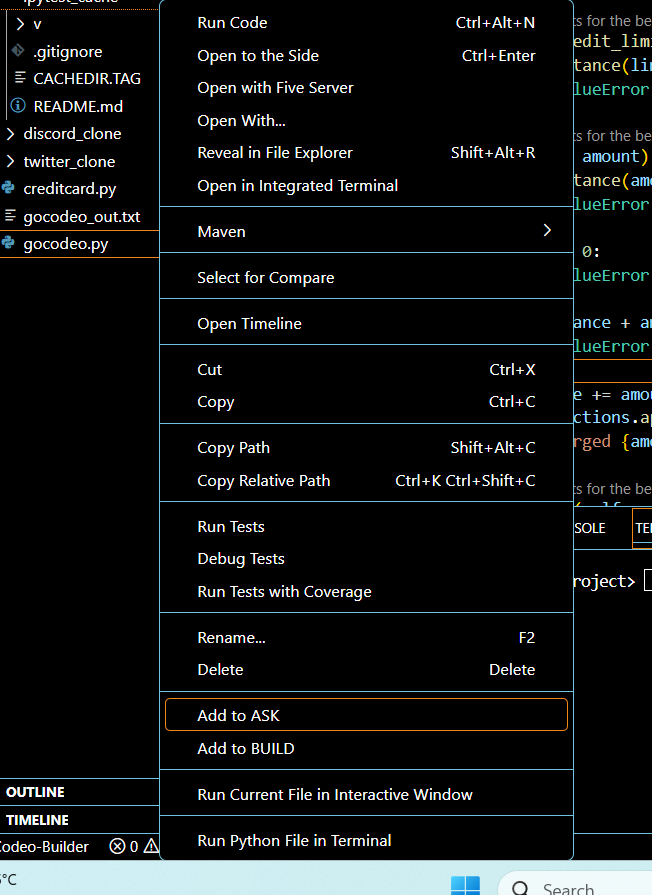 v
.gitignore
CACHEDIR.TAG
README.md
discord_clone
twitter_clone
creditcard.py
gocodeo_out.txt
gocodeo.py
OUTLINE
TIMELINE
Codeo-Builder 0
Run Code Ctrl+Alt+N
Open to the Side Ctrl+Enter
Open with Five Server
Open With...
Reveal in File Explorer Shift+Alt+R
Open in Integrated Terminal
Maven
Select for Compare
Open Timeline
Cut Ctrl+X
Copy Ctrl+C
Copy Path Shift+Alt+C
Copy Relative Path Ctrl+K Ctrl+Shift+C
Run Tests
Debug Tests
Run Tests with Coverage
Rename... F2
Delete Delete
Add to ASK
Add to BUILD
Run Current File in Interactive Window
Run Python File in Terminal
ts for the be
edit_limi
tance(lim
lueError
ts for the be
amount)
tance(amo
lueError
0:
lueError
ance + am
lueError
e += amou
ctions.ap
rged {amo
ts for the be
SOLE TE
roject>
°C
Search